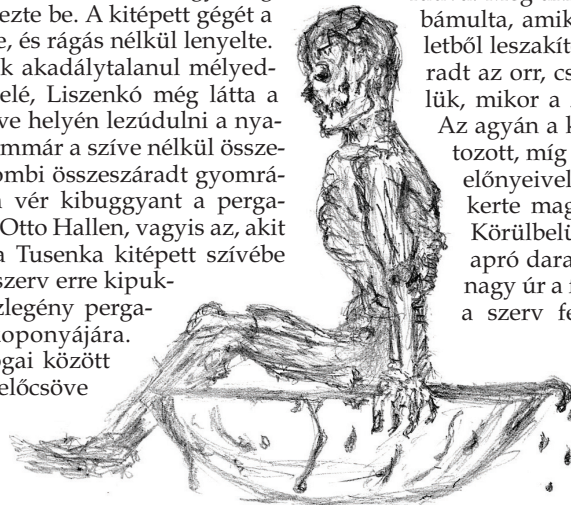 ezte be. A kitépett gégét a
e, és rágás nélkül lenyelte.
k akadálytalanul mélyed-
elé, Liszenkó még látta a
ve helyén lezúdulni a nya-
mmár a szíve nélkül össze-
ombi összeszáradt gyomrá-
vér kibuggyant a perga-
Otto Hallen, vagyis az, akit
a Tusenka kitépett szívébe
szerv erre kipuk-
zlegény perga-
koponyájára.
ogai között
előcsöve
bámulta, amik
letből leszakít
radt az orr, cs
lük, mikor a
Az agyán a k
tozott, míg
előnyeivel
kerte mag
Körülbelü
apró dara
nagy úr a
a szerv fe